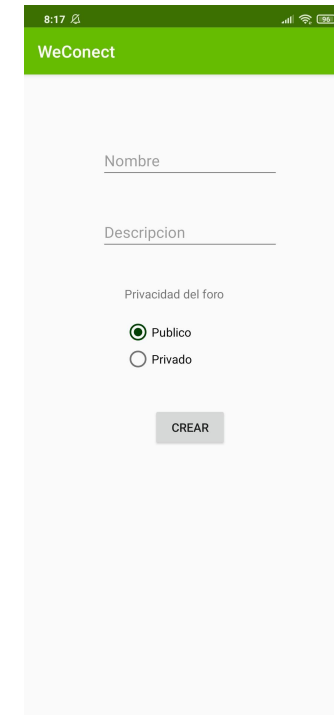 8:17
96
WeConect
Nombre
Descripcion
Privacidad del foro
Publico
Privado
CREAR